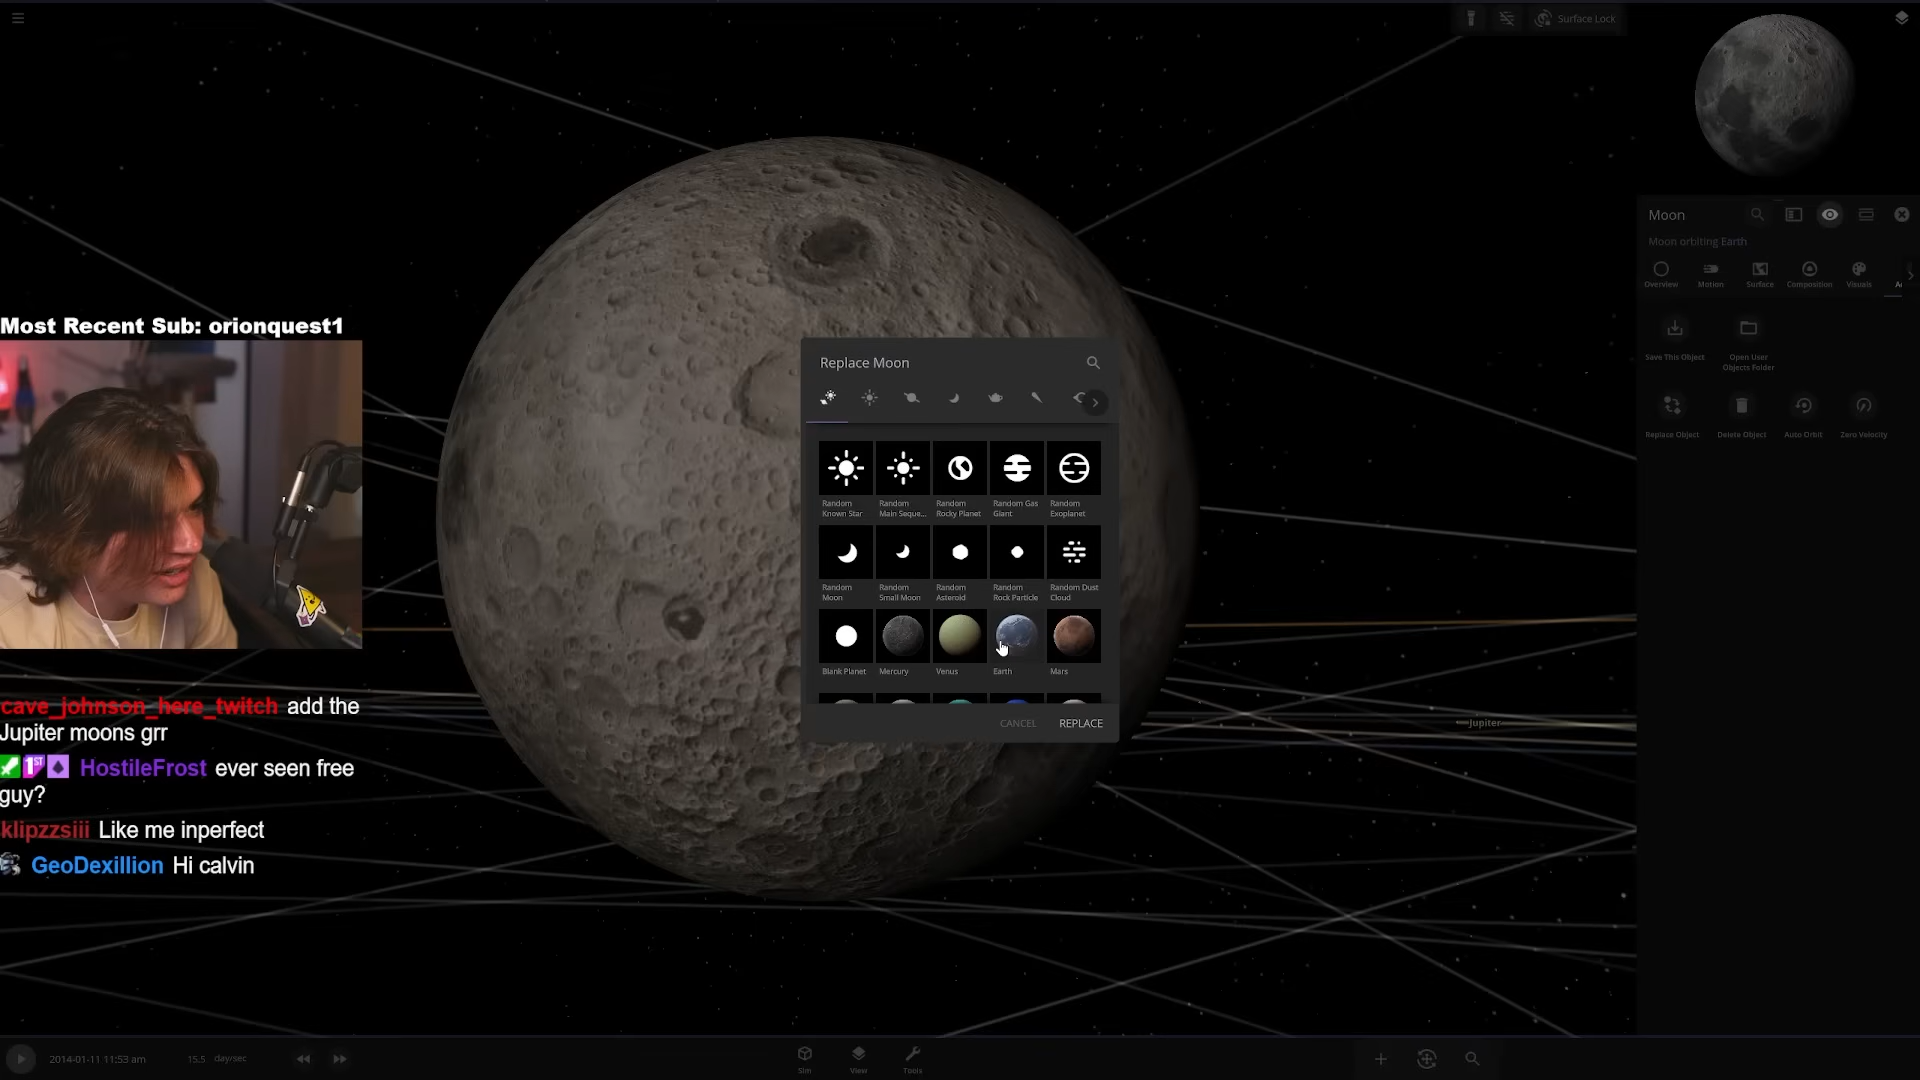 Surface Lock
Moon
Moon orbiting Earth
Overview
Motion
Surface
Composition
Visuals
Save This Object
Open User
Objects Folder
Replace Object
Delete Object
Auto Orbit
Zero Velocity
Most Recent Sub: orionquest1
Replace Moon
Random
Known Star
Random
Main Seque...
Random
Rocky Planet
Random Gas
Giant
Random
Exoplanet
Random
Moon
Random
Small Moon
Random
Asteroid
Random
Rock Particle
Random Dust
Cloud
Blank Planet
Mercury
Venus
Earth
Mars
CANCEL
REPLACE
Jupiter
cave_johnson_here_twitch add the
Jupiter moons grr
1ST HostileFrost ever seen free
guy?
klipzzsiii Like me inperfect
GeoDexillion Hi calvin
2014-01-11 11:53 am
15.5 day/sec
Sim
View
Tools